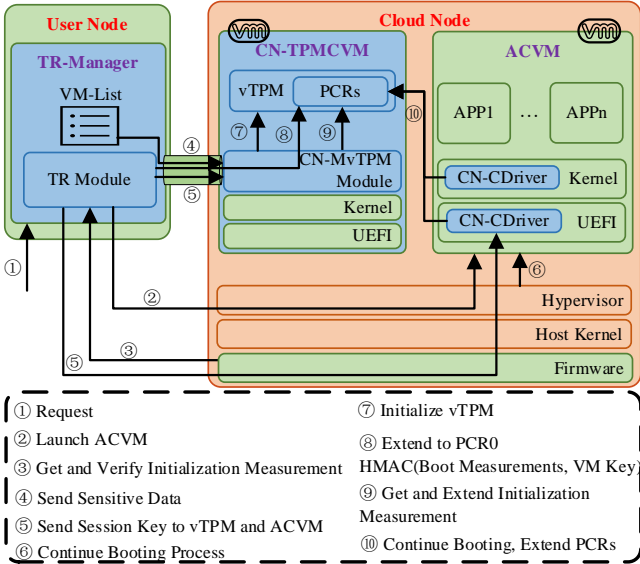 User Node
Cloud Node
TR-Manager
VM-List
TR Module
vm
CN-TPMCVM
vTPM
PCRs
CN-MvTPM
Module
Kernel
UEFI
vm
ACVM
APP1
...
APPn
CN-CDriver
Kernel
CN-CDriver
UEFI
Hypervisor
Host Kernel
Firmware
①
②
③
④
⑤
⑤
⑥
⑦
⑧
⑨
⑩
① Request
② Launch ACVM
③ Get and Verify Initialization Measurement
④ Send Sensitive Data
⑤ Send Session Key to vTPM and ACVM
⑥ Continue Booting Process
⑦ Initialize vTPM
⑧ Extend to PCR0
HMAC(Boot Measurements, VM Key)
⑨ Get and Extend Initialization
Measurement
⑩ Continue Booting, Extend PCRs